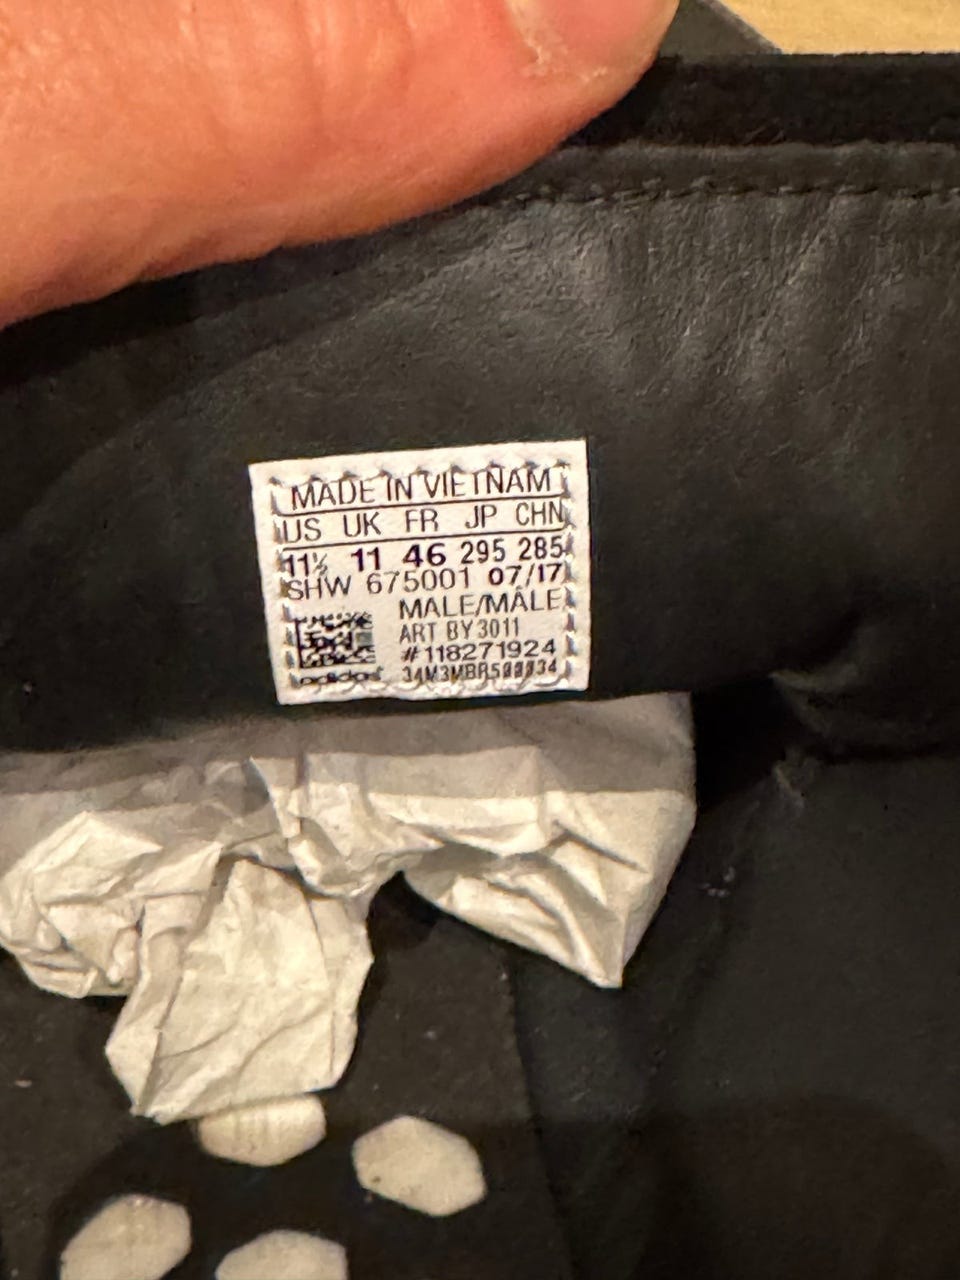 MADE IN VIETNAM
US UK FR JP CHN
11½ 11 46 295 285
SHW 675001 07/17
MALE/MÂLE
ART BY3011
#118271924
adidas